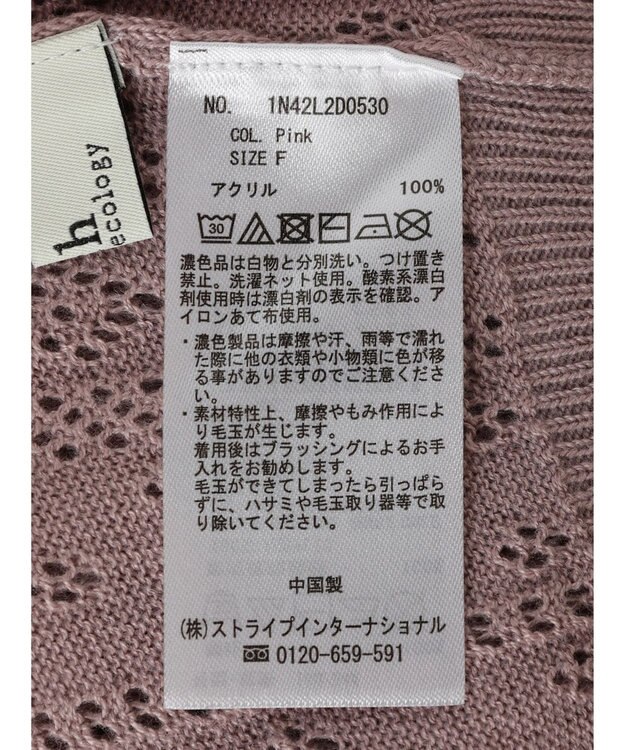 h
ecology
NO. 1N42L2D0530
COL. Pink
SIZE F
アクリル 100%
30
濃色品は白物と分別洗い。つけ置き
禁止。洗濯ネット使用。酸素系漂白
剤使用時は漂白剤の表示を確認。ア
イロンあて布使用。
・濃色製品は摩擦や汗、雨等で濡れ
た際に他の衣類や小物類に色が移
る事がありますのでご注意くださ
い。
・素材特性上、摩擦やもみ作用によ
り毛玉が生じます。
着用後はブラッシングによるお手
入れをお勧めします。
毛玉ができてしまったら引っぱら
ずに、ハサミや毛玉取り器等で取
り除いてください。
中国製
(株)ストライプインターナショナル
0120-659-591